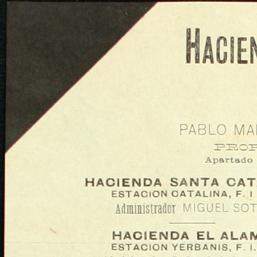 HACIEN
PABLO MA
PROP
Apartado
HACIENDA SANTA CAT
ESTACION CATALINA, F. I
Administrador MIGUEL SOT
HACIENDA EL ALAM
ESTACION YERBANIS, F. I.